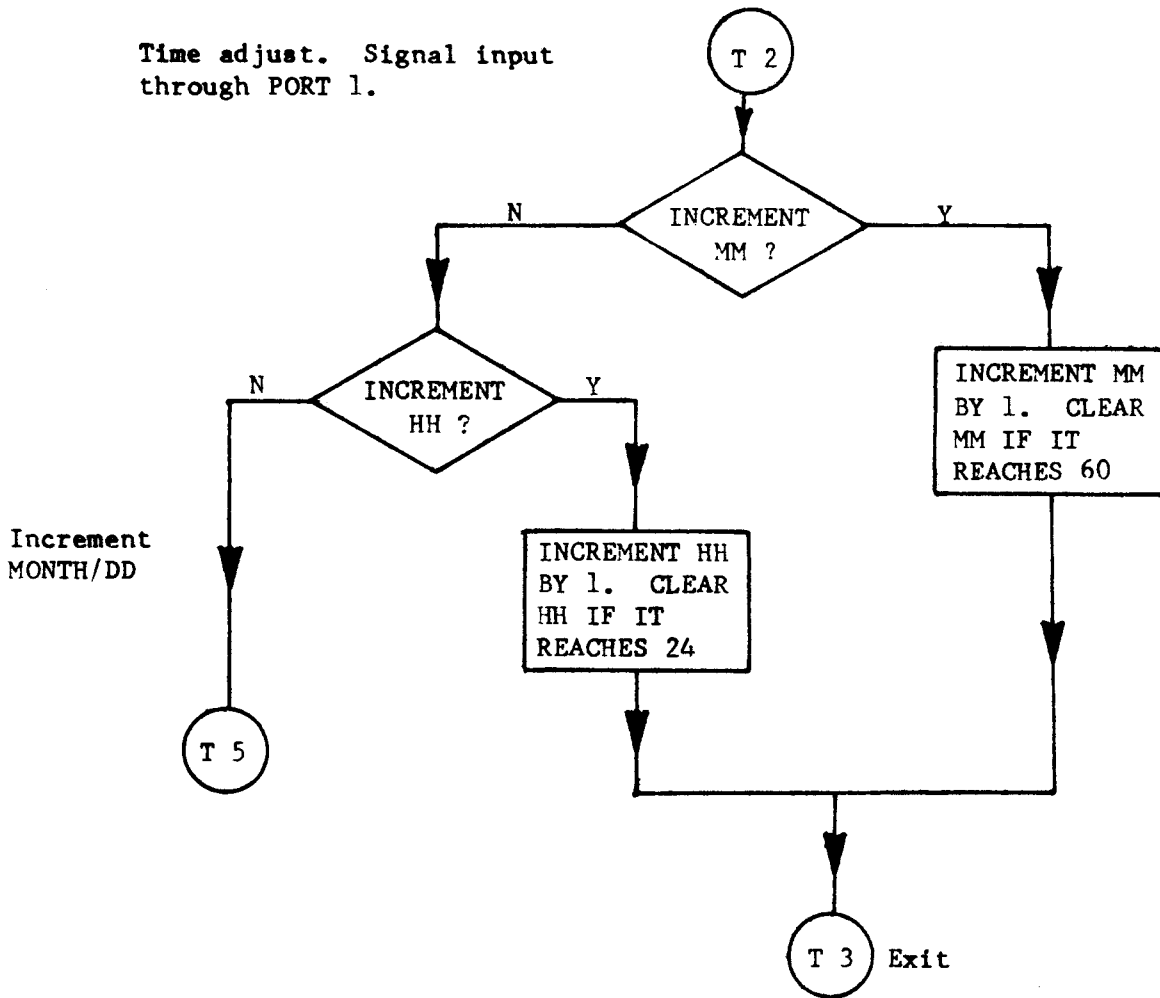 Time adjust. Signal input
through PORT 1.
T 2
N
INCREMENT
MM ?
Y
N
INCREMENT
HH ?
Y
INCREMENT MM
BY 1. CLEAR
MM IF IT
REACHES 60
Increment
MONTH/DD
INCREMENT HH
BY 1. CLEAR
HH IF IT
REACHES 24
T 5
T 3 Exit